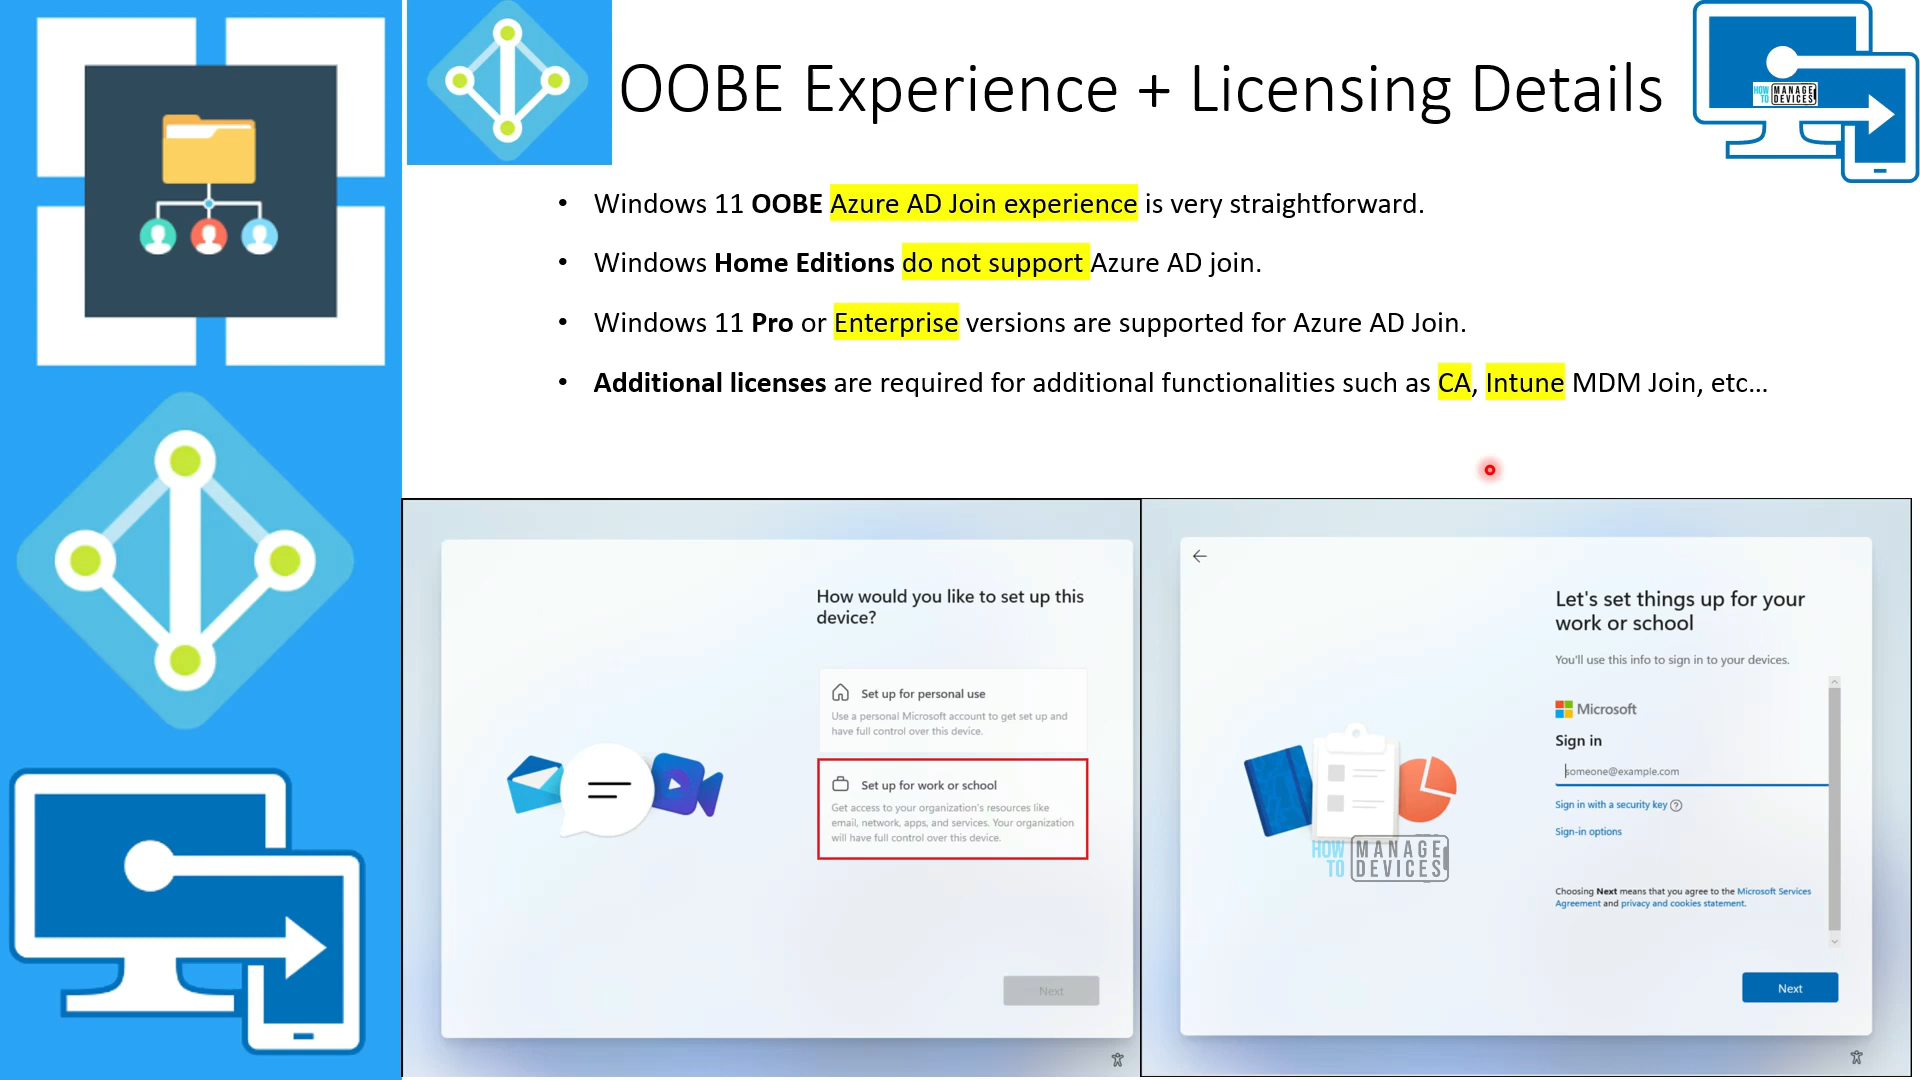 OOBE Experience + Licensing Details
HOW TO MANAGE DEVICES
• Windows 11 OOBE Azure AD Join experience is very straightforward.
• Windows Home Editions do not support Azure AD join.
• Windows 11 Pro or Enterprise versions are supported for Azure AD Join.
• Additional licenses are required for additional functionalities such as CA, Intune MDM Join, etc...
How would you like to set up this
device?
Set up for personal use
Use a personal Microsoft account to get set up and
have full control over this device.
Set up for work or school
Get access to your organization's resources like
email, network, apps, and services. Your organization
will have full control over this device.
Next
Let's set things up for your
work or school
You'll use this info to sign in to your devices.
Microsoft
Sign in
someone@example.com
Sign in with a security key
Sign-in options
HOW TO MANAGE DEVICES
Choosing Next means that you agree to the Microsoft Services
Agreement and privacy and cookies statement.
Next